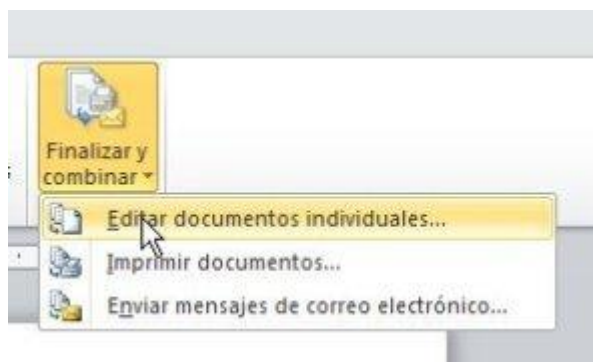 Finalizar y
combinar
Editar documentos individuales...
Imprimir documentos...
Enviar mensajes de correo electrónico...